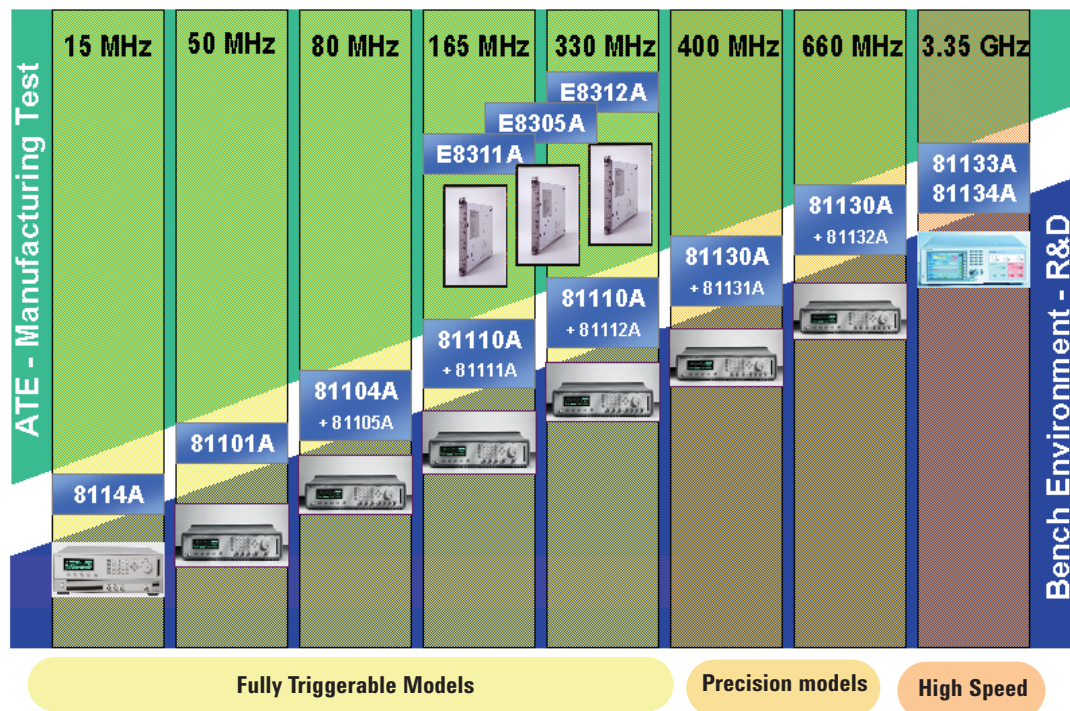 15 MHz
50 MHz
80 MHz
165 MHz
330 MHz
400 MHz
660 MHz
3.35 GHz
ATE - Manufacturing Test
Bench Environment - R&D
E8312A
E8305A
E8311A
81133A
81134A
81130A
+ 81132A
81130A
+ 81131A
81110A
+ 81112A
81110A
+ 81111A
81104A
+ 81105A
81101A
8114A
Fully Triggerable Models
Precision models
High Speed